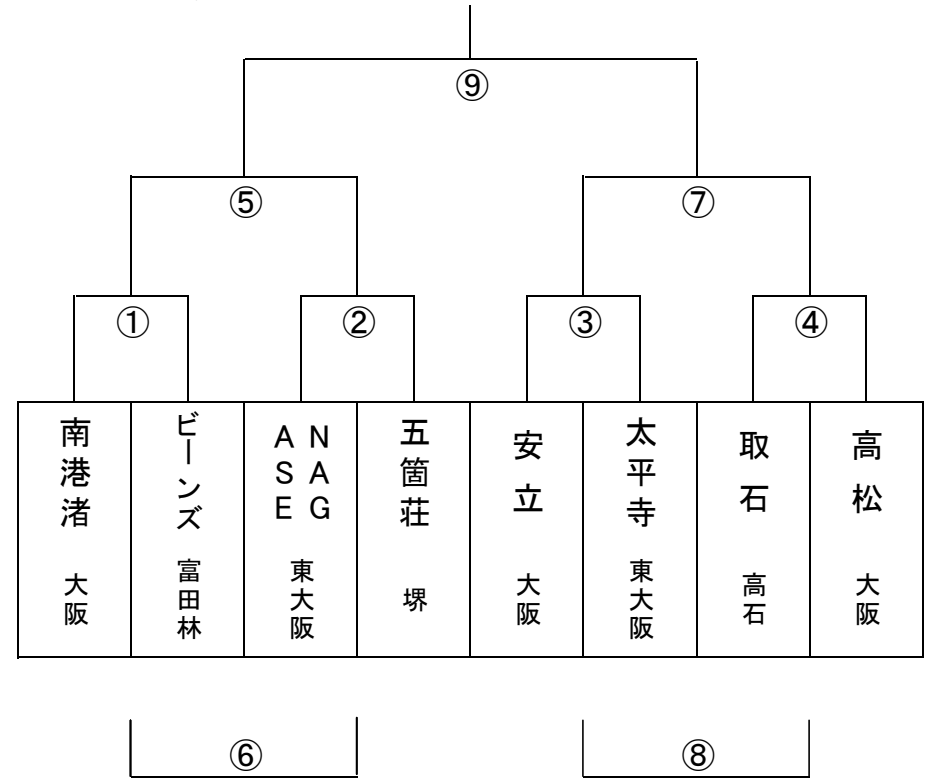 ⑨
⑤
⑦
①
②
③
④
南港渚
大阪
ビーンズ
富田林
NAG
ASE
東大阪
五箇荘
堺
安立
大阪
太平寺
東大阪
取石
高石
高松
大阪
⑥
⑧